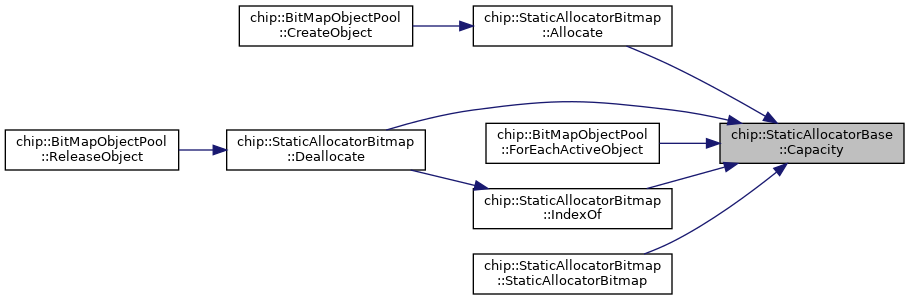 chip::BitMapObjectPool
::CreateObject
chip::StaticAllocatorBitmap
::Allocate
chip::BitMapObjectPool
::ReleaseObject
chip::StaticAllocatorBitmap
::Deallocate
chip::BitMapObjectPool
::ForEachActiveObject
chip::StaticAllocatorBase
::Capacity
chip::StaticAllocatorBitmap
::IndexOf
chip::StaticAllocatorBitmap
::StaticAllocatorBitmap